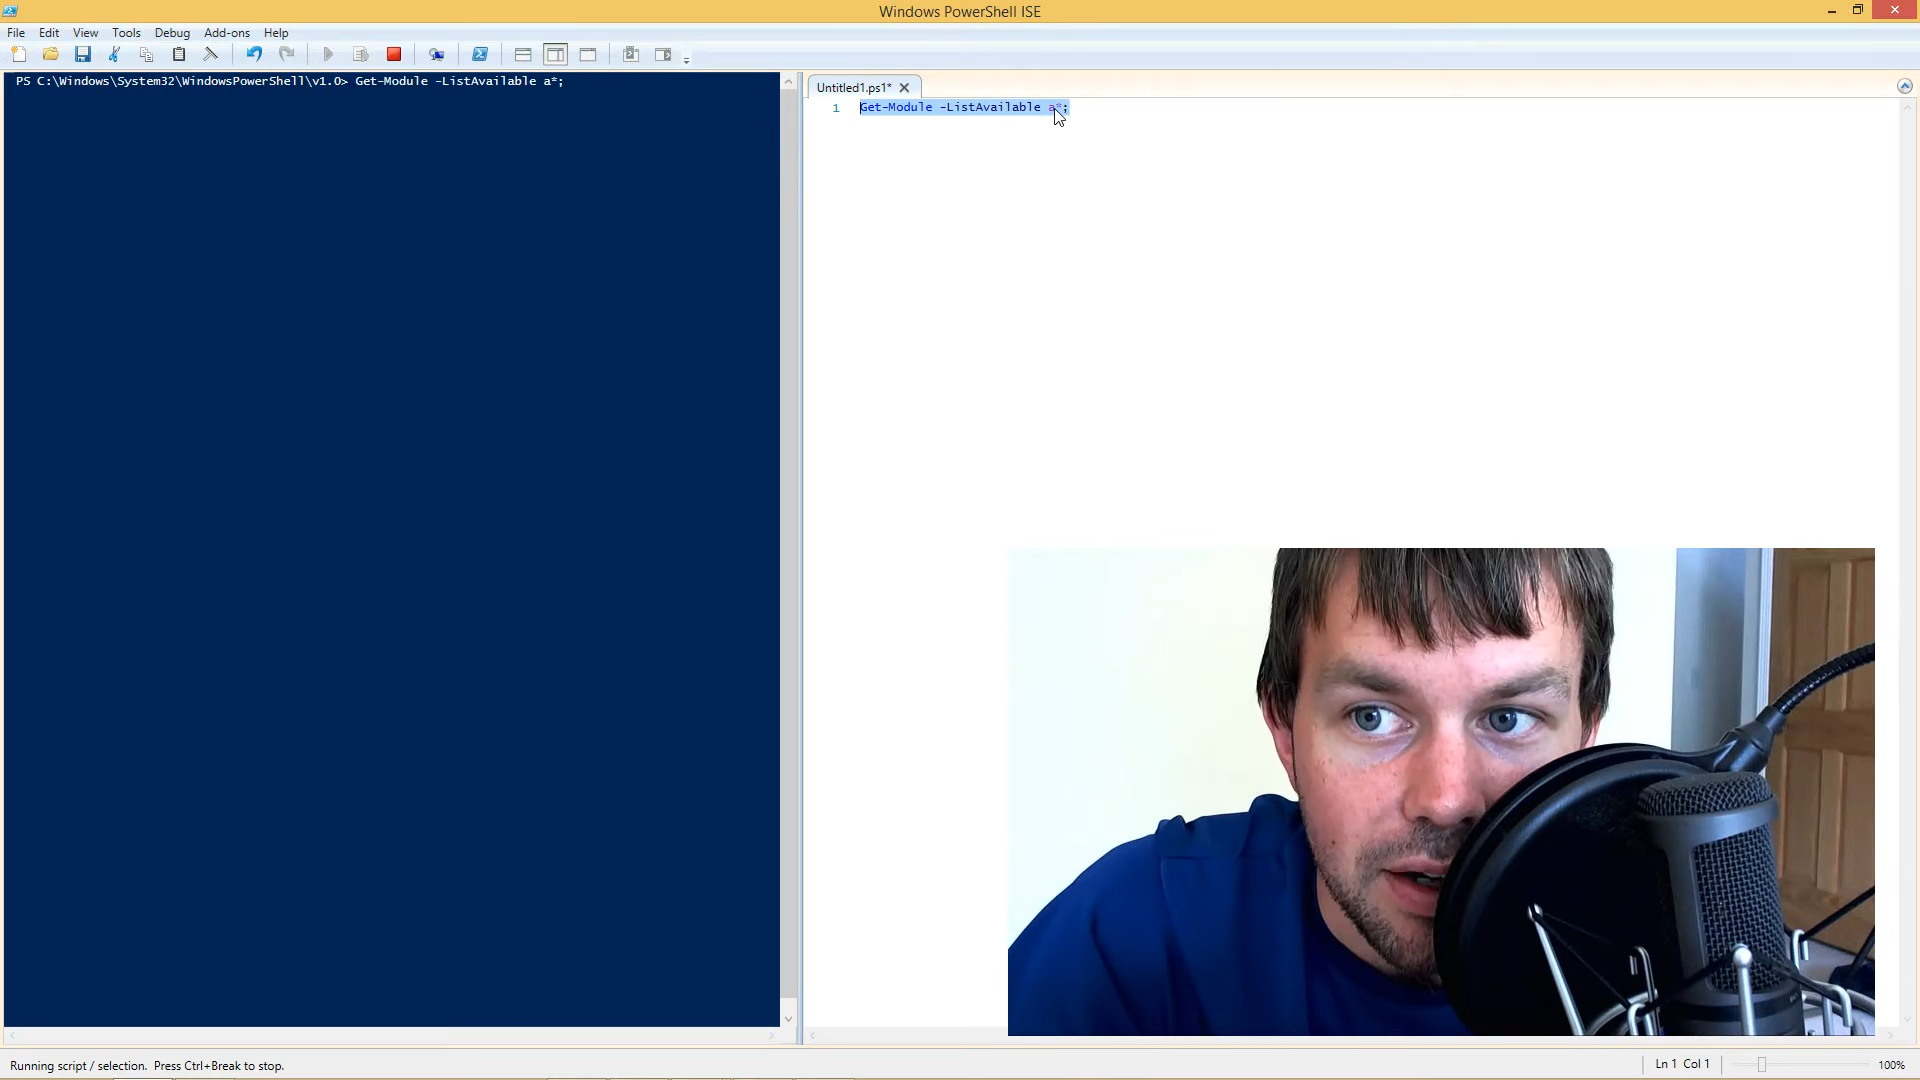 Windows PowerShell ISE
File Edit View Tools Debug Add-ons Help
PS C:\Windows\System32\WindowsPowerShell\v1.0> Get-Module -ListAvailable a*;
Untitled1.ps1*
1 Get-Module -ListAvailable a*;
Running script / selection. Press Ctrl+Break to stop.
Ln 1 Col 1
100%